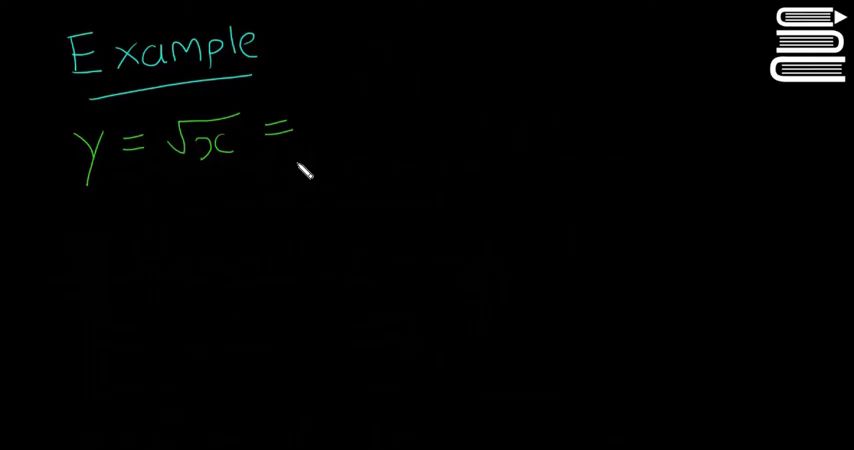 Example
y = √x =